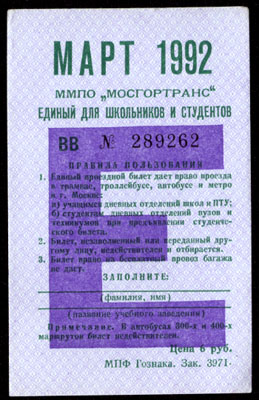 МАРТ 1992
ММПО „МОСГОРТРАНС“
ЕДИНЫЙ ДЛЯ ШКОЛЬНИКОВ И СТУДЕНТОВ
ВВ № 289262
ПРАВИЛА ПОЛЬЗОВАНИЯ
1. Единый проездной билет дает право проезда
в трамвае, троллейбусе, автобусе и метро
в г. Москве:
а) учащимся дневных отделений школ и ПТУ;
б) студентам дневных отделений вузов и
техникумов при предъявлении студенче-
ского билета.
2. Билет, незаполненный или переданный дру-
гому лицу, недействителен и отбирается.
3. Билет права на бесплатный провоз багажа
не дает.
ЗАПОЛНИТЕ:
(фамилия, имя)
(название учебного заведения)
Примечание. В автобусах 300-х и 400-х
маршрутов билет недействителен.
Цена 6 руб.
МПФ Гознака. Зак. 3971